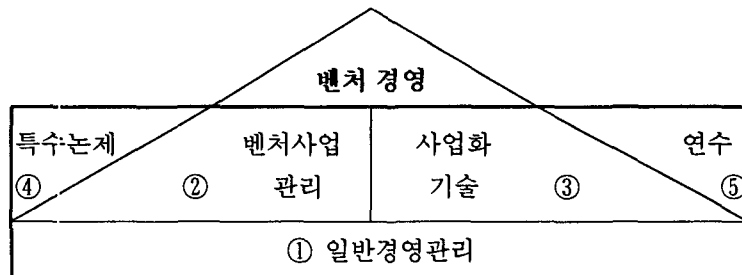 벤처 경영
특수논제 벤처사업 사업화 연수
④ ② 관리 기술 ③ ⑤
① 일반경영관리